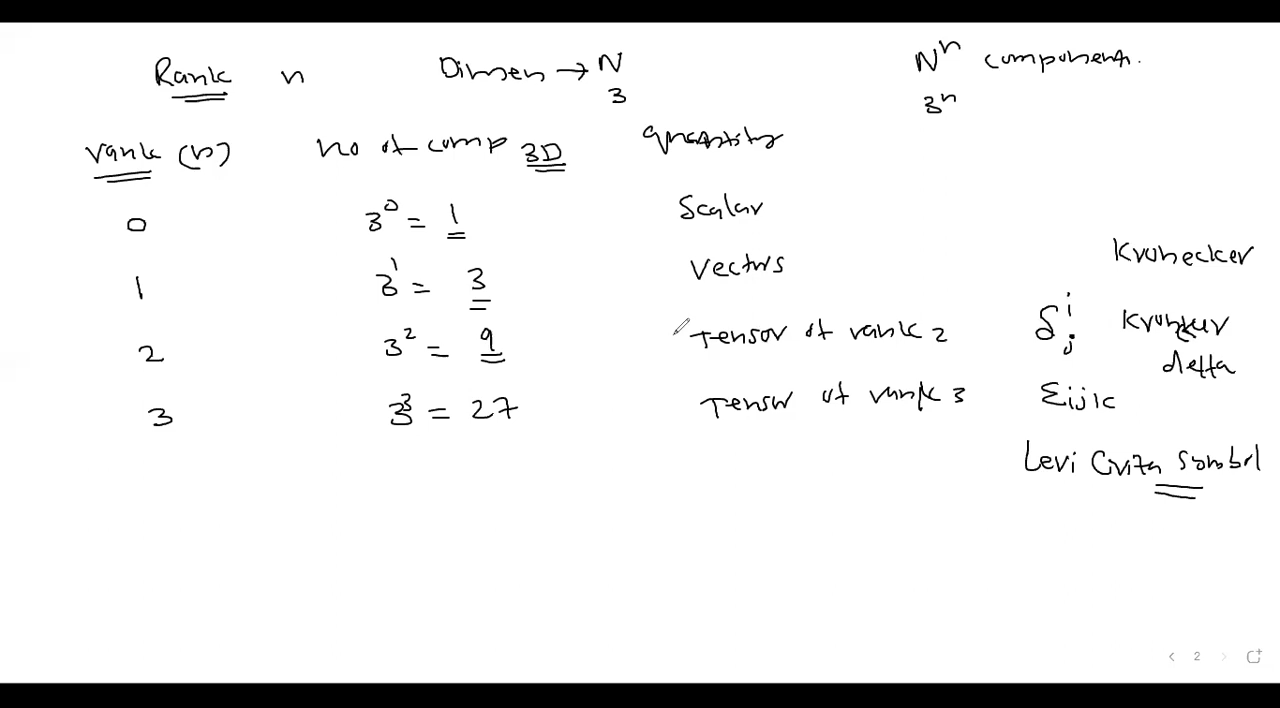 Rank n Dimen → N N^n components.
3 3^n
rank (n) no of comp 3D quantity
0 3^0 = 1 Scalar
1 3^1 = 3 Vectors Kronecker
2 3^2 = 9 Tensor of rank 2 δ^i_j Kronecker delta
3 3^3 = 27 Tensor of rank 3 Σijk
Levi Civita Symbol
2